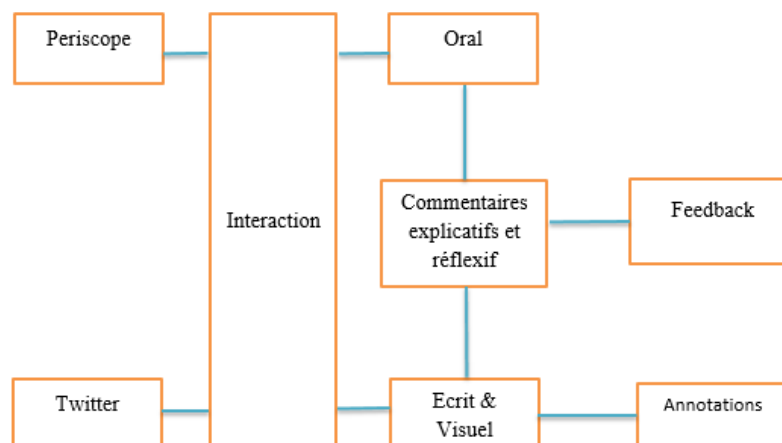 Periscope
Oral
Interaction
Commentaires
explicatifs et
réflexif
Feedback
Twitter
Ecrit &
Visuel
Annotations